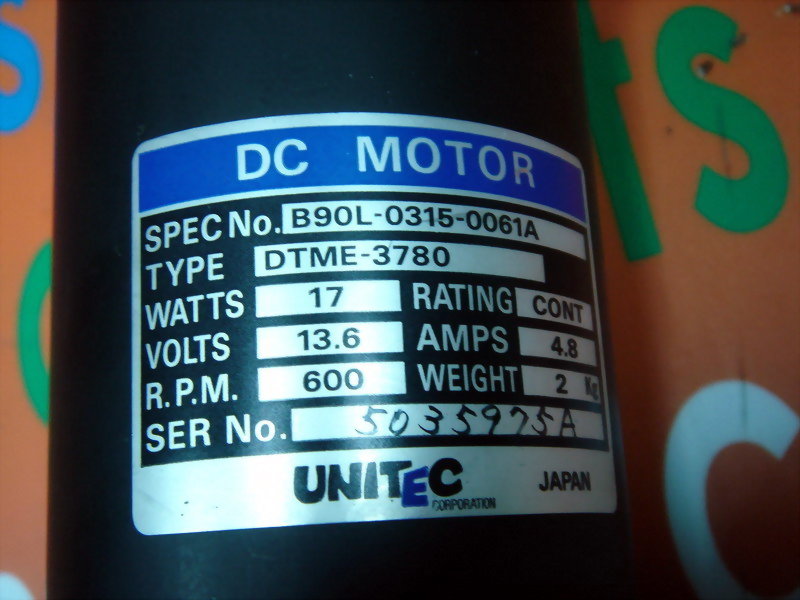 DC MOTOR
SPEC No. B90L-0315-0061A
TYPE DTME-3780
WATTS 17 RATING CONT
VOLTS 13.6 AMPS 4.8
R.P.M. 600 WEIGHT 2 Kg
SER No. 5035975A
UNITEC CORPORATION JAPAN